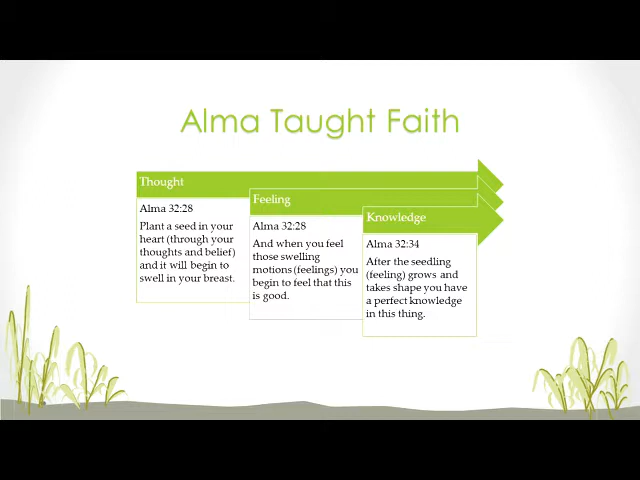 Alma Taught Faith
Thought
Alma 32:28
Plant a seed in your
heart (through your
thoughts and belief)
and it will begin to
swell in your breast.
Feeling
Alma 32:28
And when you feel
those swelling
motions (feelings) you
begin to feel that this
is good.
Knowledge
Alma 32:34
After the seedling
(feeling) grows and
takes shape you have
a perfect knowledge
in this thing.